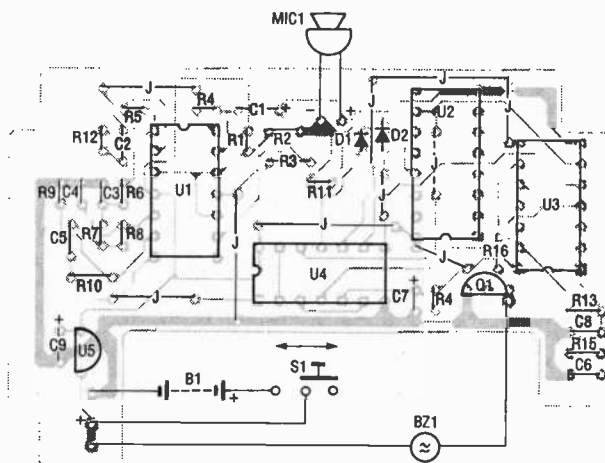 MIC1
J
R4
C1
+
-
+
J
R5
R12
C2
R1
R2
D1
D2
U2
J
J
R3
R9
C4
C3
R6
U1
R11
J
U3
C5
R7
R8
J
J
R16
R10
U4
J
C7
+
R4
Q1
R13
+
C9
U5
C8
R15
C6
B1
+
S1
+
BZ1